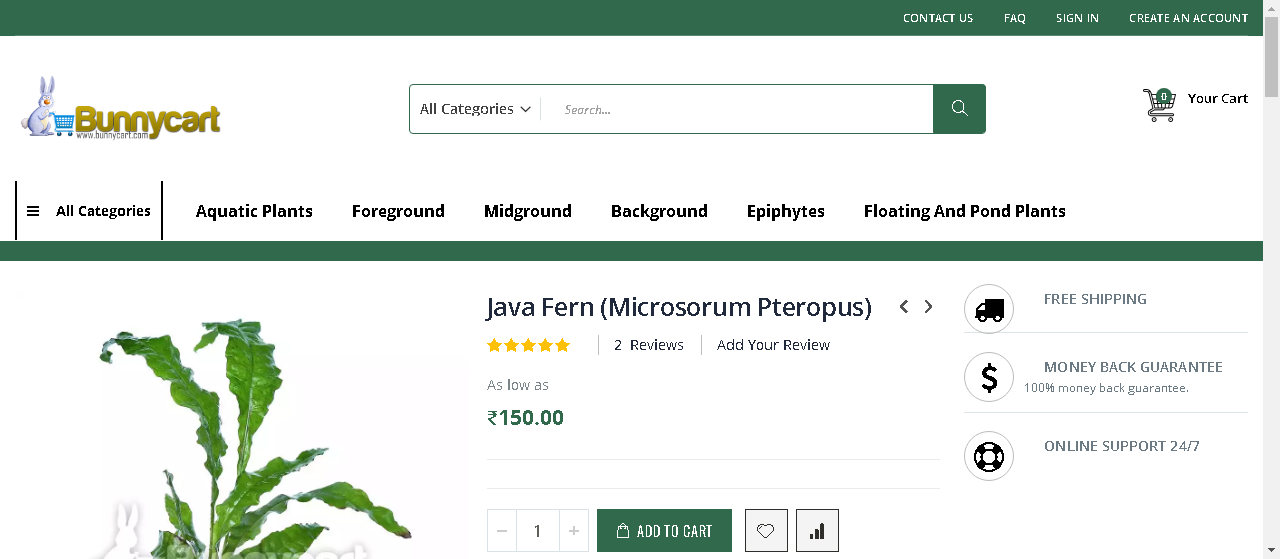 CONTACT US FAQ SIGN IN CREATE AN ACCOUNT
Bunnycart
www.bunnycart.com
All Categories Search... 0 Your Cart
All Categories Aquatic Plants Foreground Midground Background Epiphytes Floating And Pond Plants
Java Fern (Microsorum Pteropus)
2 Reviews Add Your Review
As low as
₹150.00
1 ADD TO CART
FREE SHIPPING
MONEY BACK GUARANTEE
100% money back guarantee.
ONLINE SUPPORT 24/7